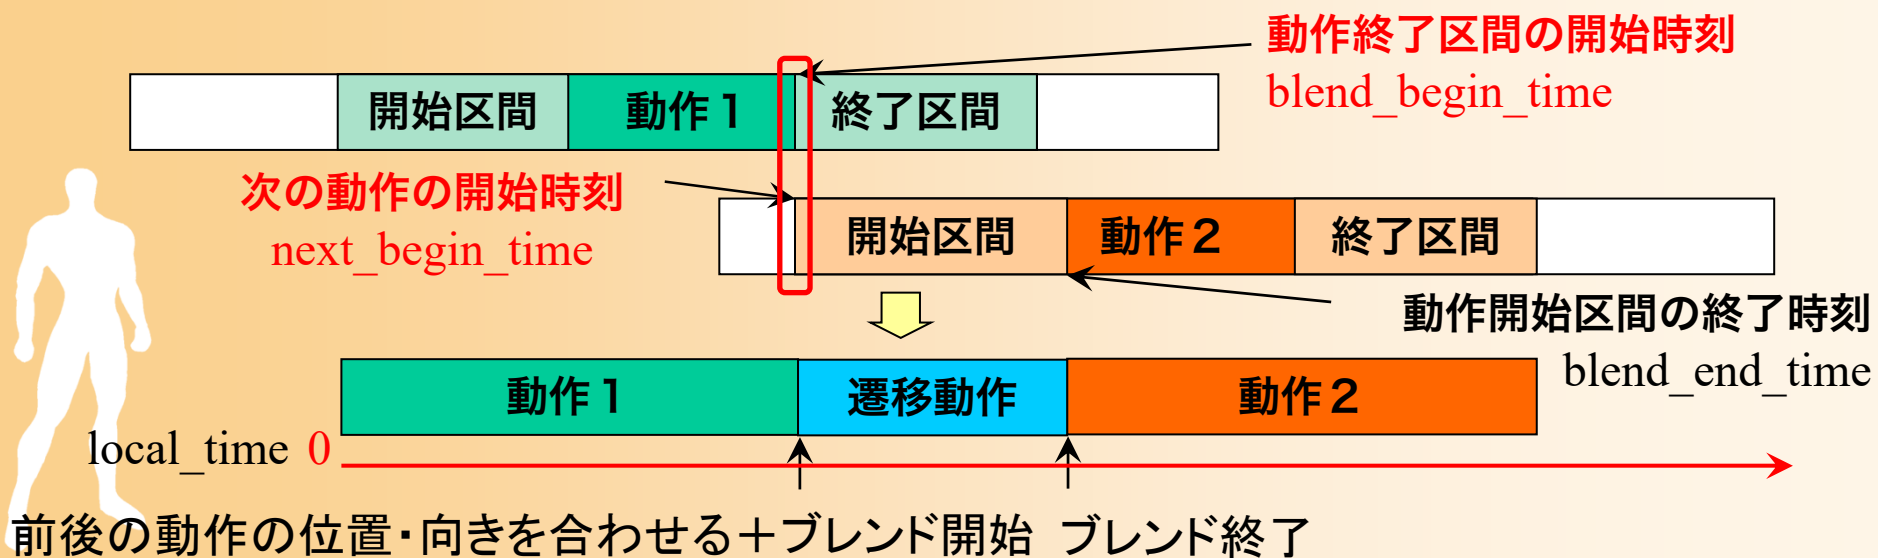 動作終了区間の開始時刻
blend_begin_time
開始区間 動作１ 終了区間
次の動作の開始時刻
next_begin_time
開始区間 動作２ 終了区間
動作開始区間の終了時刻
blend_end_time
動作１ 遷移動作 動作２
local_time 0
前後の動作の位置・向きを合わせる＋ブレンド開始 ブレンド終了